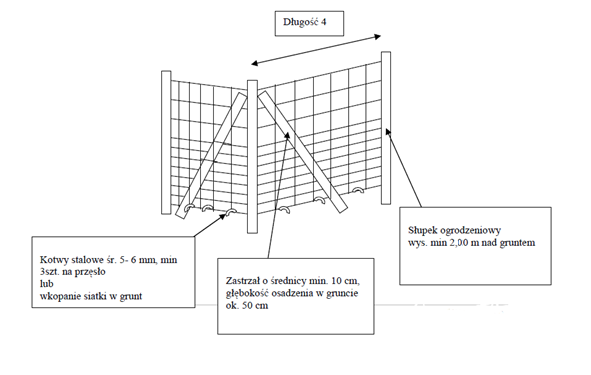 Długość 4
Słupek ogrodzeniowy
wys. min 2,00 m nad gruntem
Kotwy stalowe śr. 5- 6 mm, min
3szt. na przęsło
lub
wkopanie siatki w grunt
Zastrzał o średnicy min. 10 cm,
głębokość osadzenia w gruncie
ok. 50 cm